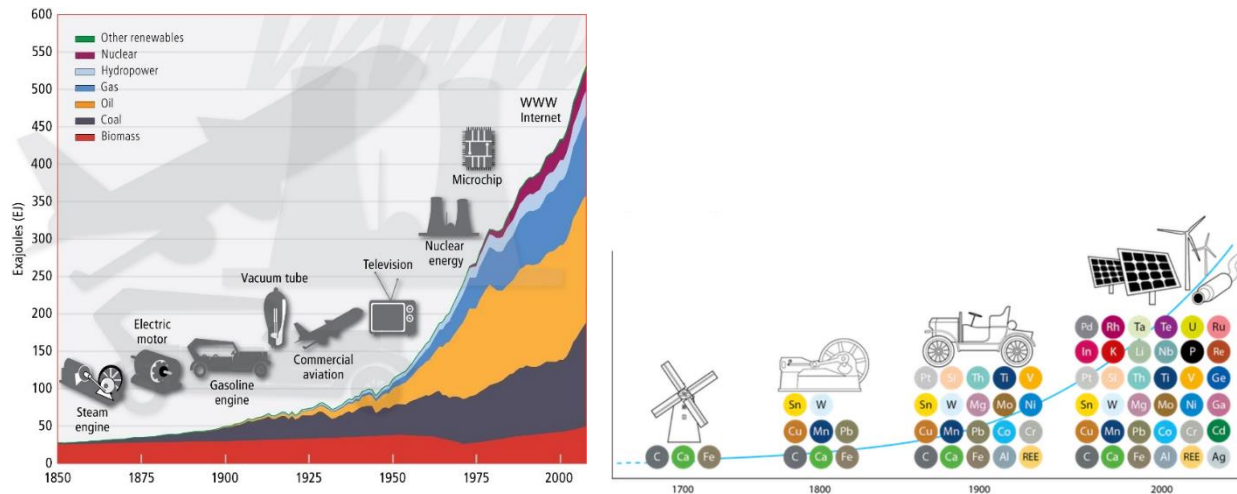 600
550
500
450
400
350
300
250
200
150
100
50
0
Exajoules (EJ)
Other renewables
Nuclear
Hydropower
Gas
Oil
Coal
Biomass
Steam
engine
Electric
motor
Gasoline
engine
Vacuum tube
Commercial
aviation
Television
Nuclear
energy
Microchip
WWW
Internet
1850 1875 1900 1925 1950 1975 2000
C Ca Fe
Sn W
Cu Mn Pb
C Ca Fe
Pt Si Th Ti V
Sn W Mg Mo Ni
Cu Mn Pb Co Cr
C Ca Fe Al REE
Pd Rh Ta Te U Ru
In K Li Nb P Re
Pt Si Th Ti V Ge
Sn W Mg Mo Ni Ga
Cu Mn Pb Co Cr Cd
C Ca Fe Al REE Ag
1700 1800 1900 2000